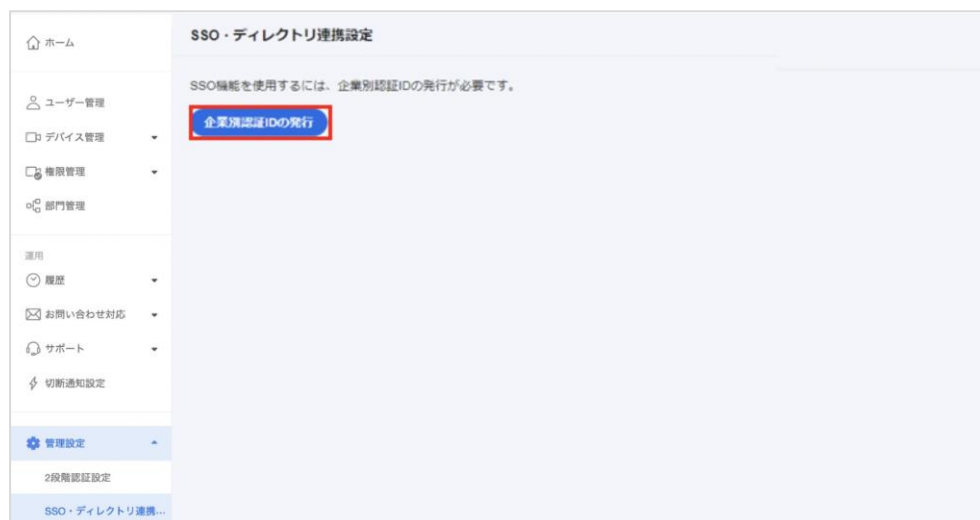 ホーム
ユーザー管理
デバイス管理
権限管理
部門管理
運用
履歴
お問い合わせ対応
サポート
切断通知設定
管理設定
2段階認証設定
SSO・ディレクトリ連携...
SSO・ディレクトリ連携設定
SSO機能を使用するには、企業別認証IDの発行が必要です。
企業別認証IDの発行